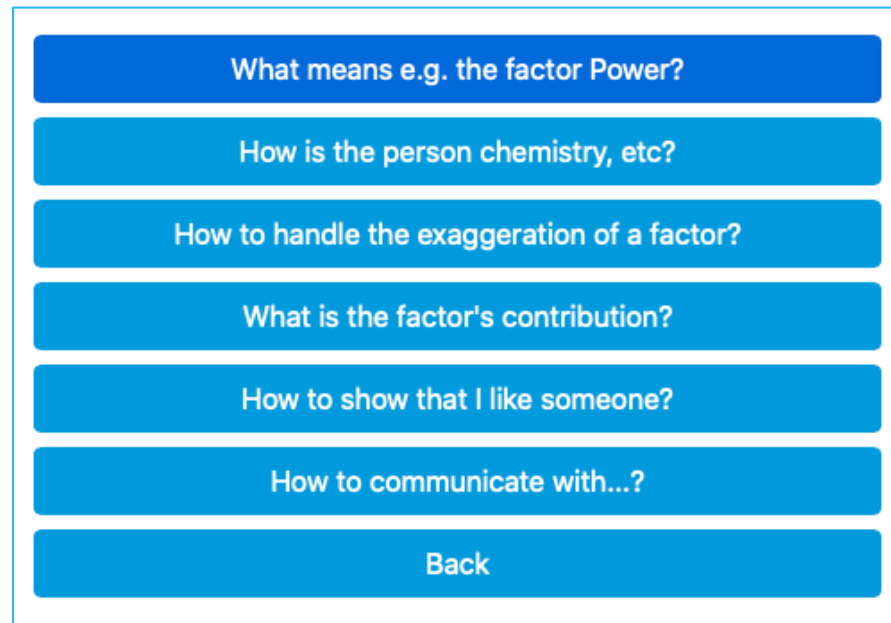 What means e.g. the factor Power?
How is the person chemistry, etc?
How to handle the exaggeration of a factor?
What is the factor's contribution?
How to show that I like someone?
How to communicate with...?
Back